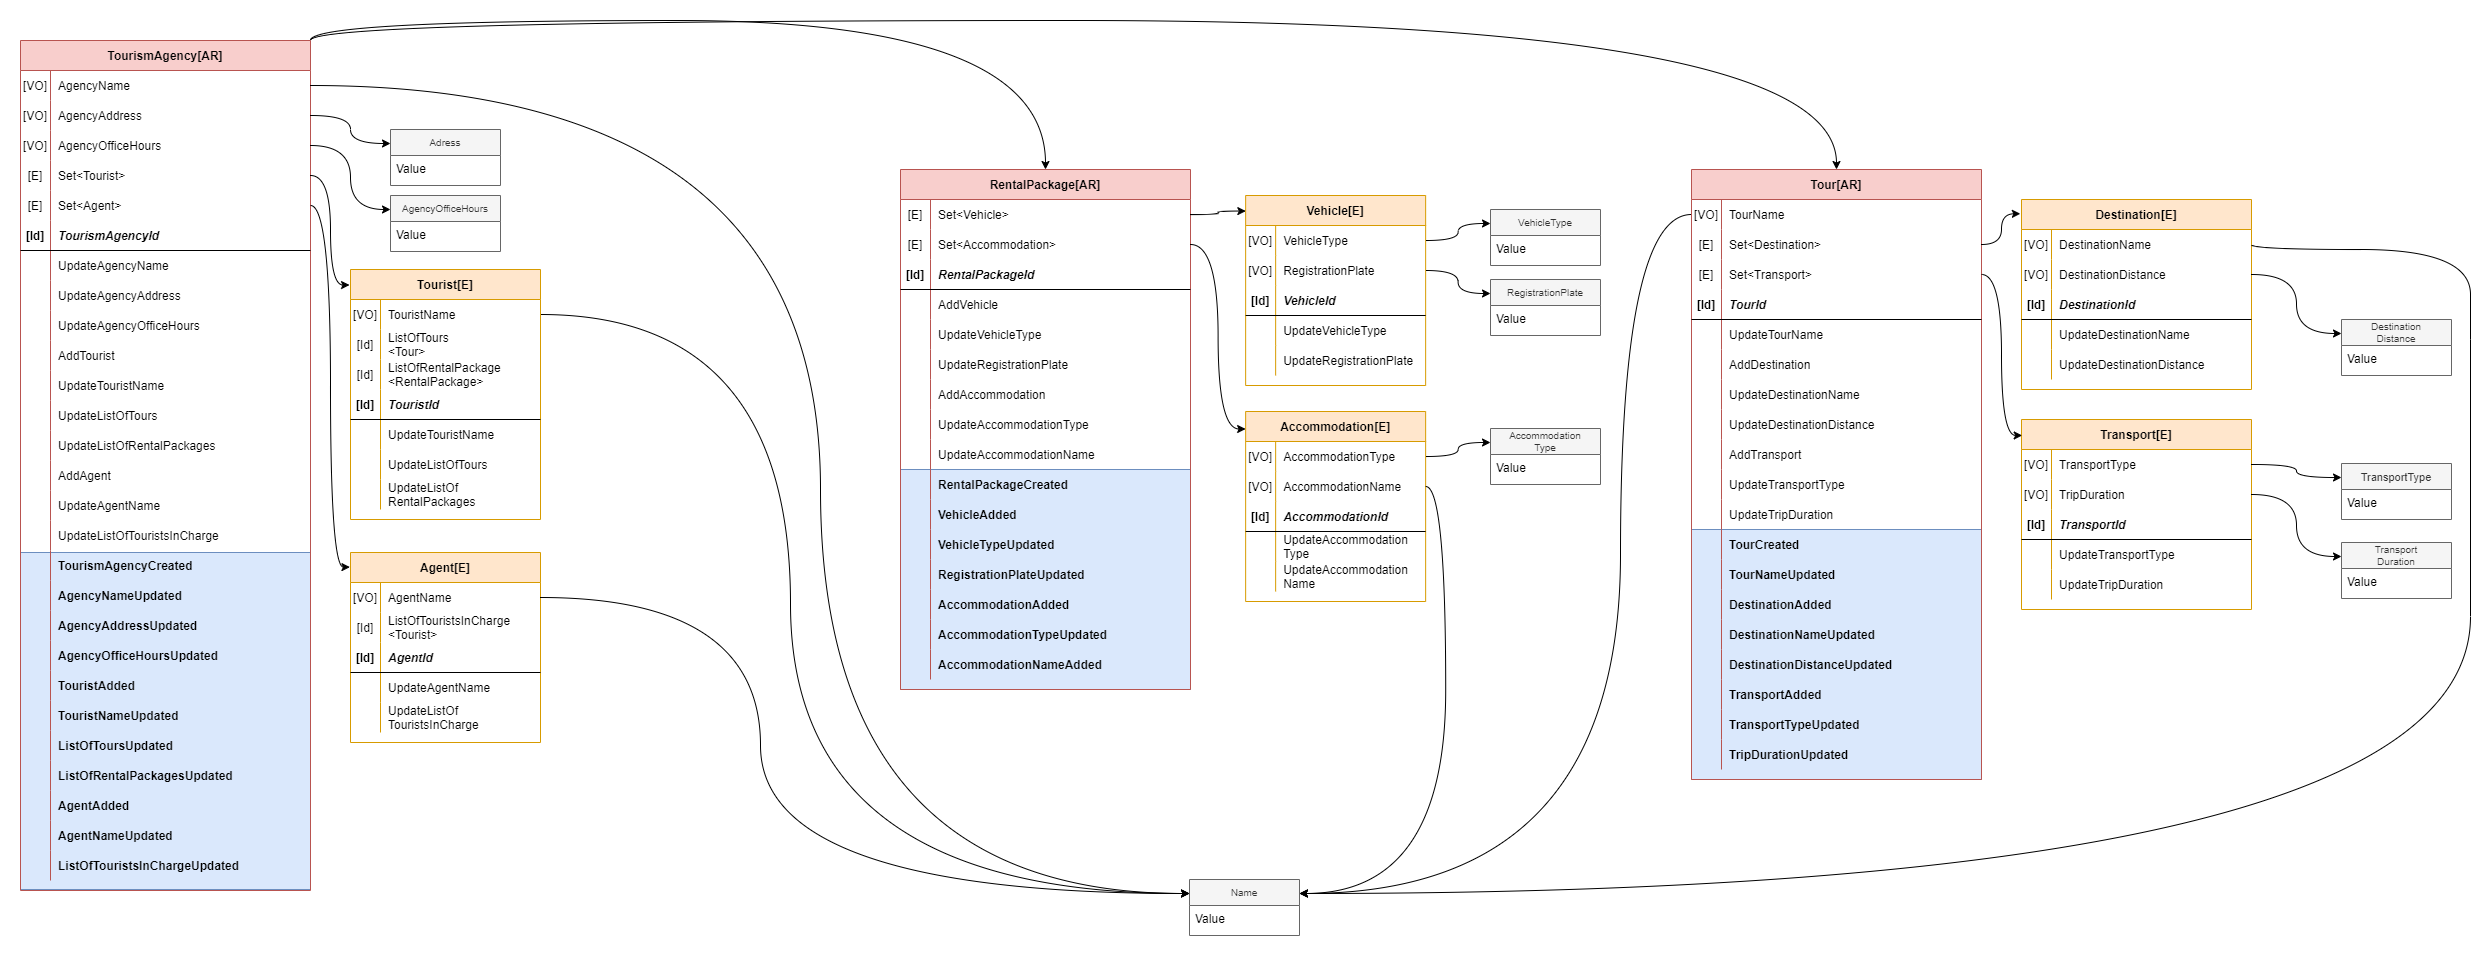 TourismAgency[AR]
[VO] AgencyName
[VO] AgencyAddress
[VO] AgencyOfficeHours
[E] Set<Tourist>
[E] Set<Agent>
[Id] TourismAgencyId
UpdateAgencyName
UpdateAgencyAddress
UpdateAgencyOfficeHours
AddTourist
UpdateTouristName
UpdateListOfTours
UpdateListOfRentalPackages
AddAgent
UpdateAgentName
UpdateListOfTouristsInCharge
TourismAgencyCreated
AgencyNameUpdated
AgencyAddressUpdated
AgencyOfficeHoursUpdated
TouristAdded
TouristNameUpdated
ListOfToursUpdated
ListOfRentalPackagesUpdated
AgentAdded
AgentNameUpdated
ListOfTouristsInChargeUpdated
Adress
Value
AgencyOfficeHours
Value
Tourist[E]
[VO] TouristName
[Id] ListOfTours
<Tour>
[Id] ListOfRentalPackage
<RentalPackage>
[Id] TouristId
UpdateTouristName
UpdateListOfTours
UpdateListOf
RentalPackages
Agent[E]
[VO] AgentName
[Id] ListOfTouristsInCharge
<Tourist>
[Id] AgentId
UpdateAgentName
UpdateListOf
TouristsInCharge
RentalPackage[AR]
[E] Set<Vehicle>
[E] Set<Accommodation>
[Id] RentalPackageId
AddVehicle
UpdateVehicleType
UpdateRegistrationPlate
AddAccommodation
UpdateAccommodationType
UpdateAccommodationName
RentalPackageCreated
VehicleAdded
VehicleTypeUpdated
RegistrationPlateUpdated
AccommodationAdded
AccommodationTypeUpdated
AccommodationNameAdded
Vehicle[E]
[VO] VehicleType
[VO] RegistrationPlate
[Id] VehicleId
UpdateVehicleType
UpdateRegistrationPlate
VehicleType
Value
RegistrationPlate
Value
Accommodation[E]
[VO] AccommodationType
[VO] AccommodationName
[Id] AccommodationId
UpdateAccommodation
Type
UpdateAccommodation
Name
Accommodation
Type
Value
Tour[AR]
[VO] TourName
[E] Set<Destination>
[E] Set<Transport>
[Id] TourId
UpdateTourName
AddDestination
UpdateDestinationName
UpdateDestinationDistance
AddTransport
UpdateTransportType
UpdateTripDuration
TourCreated
TourNameUpdated
DestinationAdded
DestinationNameUpdated
DestinationDistanceUpdated
TransportAdded
TransportTypeUpdated
TripDurationUpdated
Destination[E]
[VO] DestinationName
[VO] DestinationDistance
[Id] DestinationId
UpdateDestinationName
UpdateDestinationDistance
Destination
Distance
Value
Transport[E]
[VO] TransportType
[VO] TripDuration
[Id] TransportId
UpdateTransportType
UpdateTripDuration
TransportType
Value
Transport
Duration
Value
Name
Value